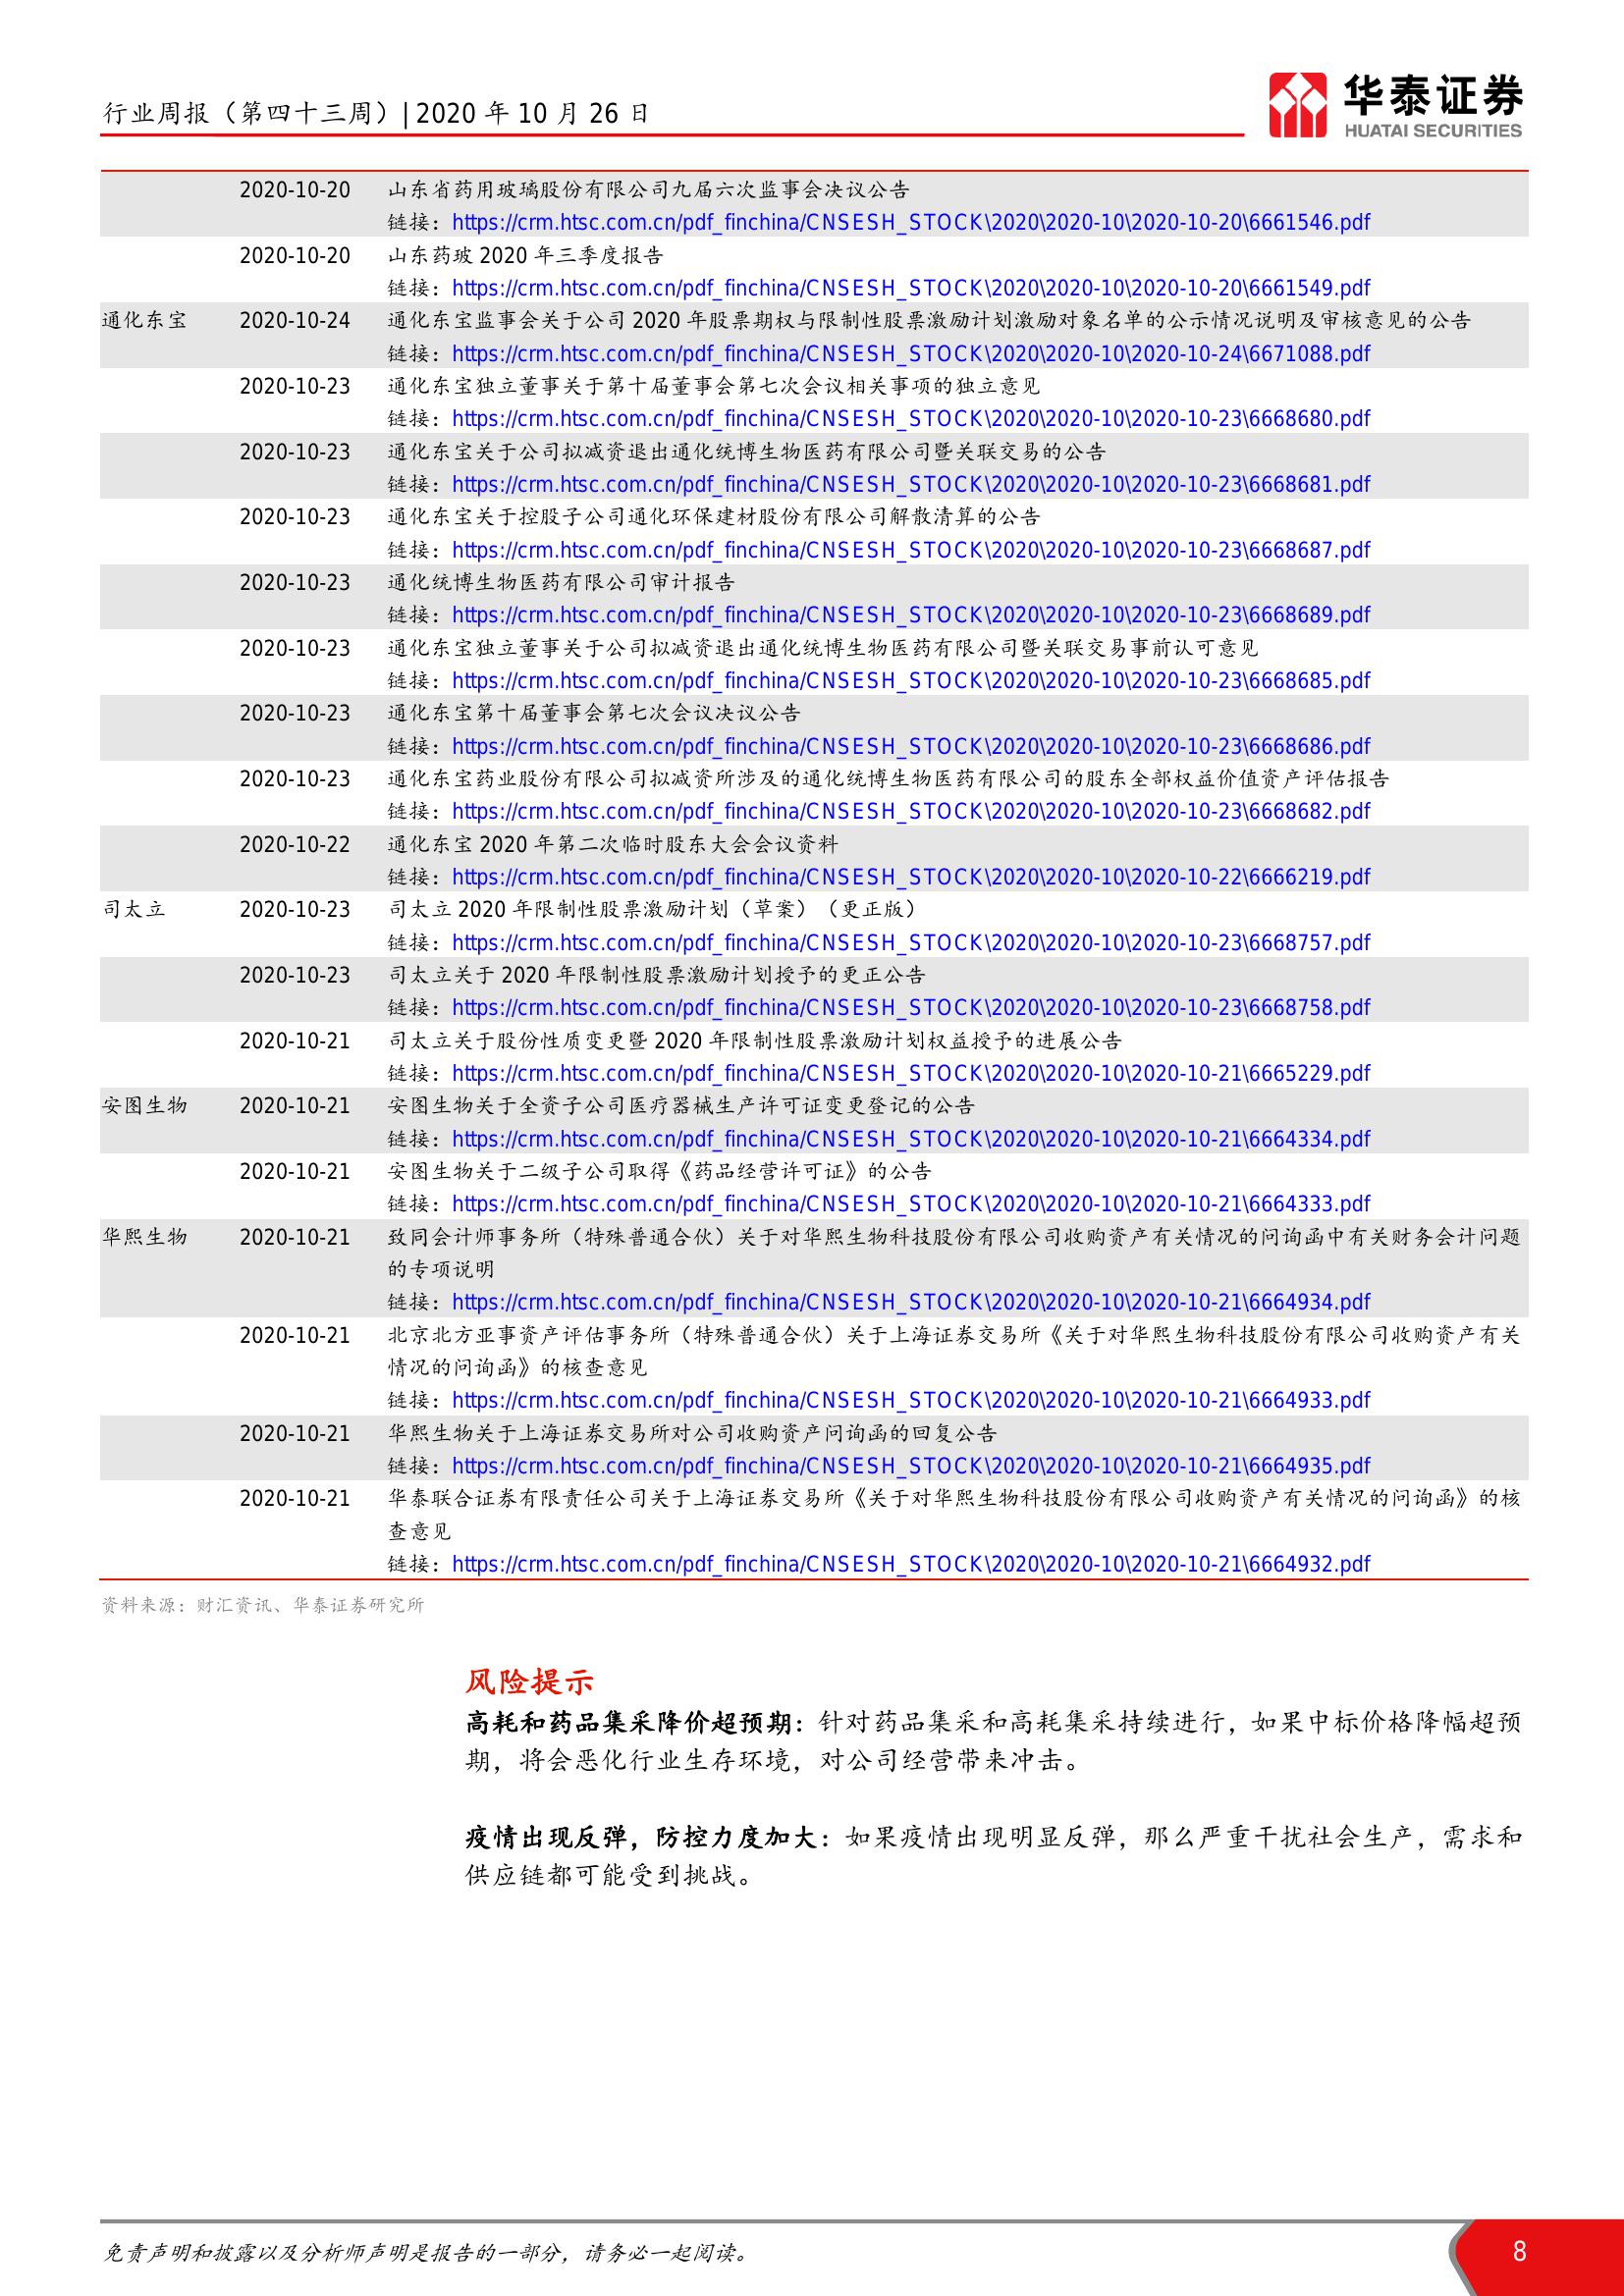 行业周报（第四十三周）| 2020 年 10 月 26 日
华泰证券
HUATAI SECURITIES
2020-10-20 山东省药用玻璃股份有限公司九届六次监事会决议公告
链接：https://crm.htsc.com.cn/pdf_finchina/CNSESH_STOCK\2020\2020-10\2020-10-20\6661546.pdf
2020-10-20 山东药玻 2020 年三季度报告
链接：https://crm.htsc.com.cn/pdf_finchina/CNSESH_STOCK\2020\2020-10\2020-10-20\6661549.pdf
通化东宝 2020-10-24 通化东宝监事会关于公司 2020 年股票期权与限制性股票激励计划激励对象名单的公示情况说明及审核意见的公告
链接：https://crm.htsc.com.cn/pdf_finchina/CNSESH_STOCK\2020\2020-10\2020-10-24\6671088.pdf
2020-10-23 通化东宝独立董事关于第十届董事会第七次会议相关事项的独立意见
链接：https://crm.htsc.com.cn/pdf_finchina/CNSESH_STOCK\2020\2020-10\2020-10-23\6668680.pdf
2020-10-23 通化东宝关于公司拟减资退出通化统博生物医药有限公司暨关联交易的公告
链接：https://crm.htsc.com.cn/pdf_finchina/CNSESH_STOCK\2020\2020-10\2020-10-23\6668681.pdf
2020-10-23 通化东宝关于控股子公司通化环保建材股份有限公司解散清算的公告
链接：https://crm.htsc.com.cn/pdf_finchina/CNSESH_STOCK\2020\2020-10\2020-10-23\6668687.pdf
2020-10-23 通化统博生物医药有限公司审计报告
链接：https://crm.htsc.com.cn/pdf_finchina/CNSESH_STOCK\2020\2020-10\2020-10-23\6668689.pdf
2020-10-23 通化东宝独立董事关于公司拟减资退出通化统博生物医药有限公司暨关联交易事前认可意见
链接：https://crm.htsc.com.cn/pdf_finchina/CNSESH_STOCK\2020\2020-10\2020-10-23\6668685.pdf
2020-10-23 通化东宝第十届董事会第七次会议决议公告
链接：https://crm.htsc.com.cn/pdf_finchina/CNSESH_STOCK\2020\2020-10\2020-10-23\6668686.pdf
2020-10-23 通化东宝药业股份有限公司拟减资所涉及的通化统博生物医药有限公司的股东全部权益价值资产评估报告
链接：https://crm.htsc.com.cn/pdf_finchina/CNSESH_STOCK\2020\2020-10\2020-10-23\6668682.pdf
2020-10-22 通化东宝 2020 年第二次临时股东大会会议资料
链接：https://crm.htsc.com.cn/pdf_finchina/CNSESH_STOCK\2020\2020-10\2020-10-22\6666219.pdf
司太立 2020-10-23 司太立 2020 年限制性股票激励计划（草案）（更正版）
链接：https://crm.htsc.com.cn/pdf_finchina/CNSESH_STOCK\2020\2020-10\2020-10-23\6668757.pdf
2020-10-23 司太立关于 2020 年限制性股票激励计划授予的更正公告
链接：https://crm.htsc.com.cn/pdf_finchina/CNSESH_STOCK\2020\2020-10\2020-10-23\6668758.pdf
2020-10-21 司太立关于股份性质变更暨 2020 年限制性股票激励计划权益授予的进展公告
链接：https://crm.htsc.com.cn/pdf_finchina/CNSESH_STOCK\2020\2020-10\2020-10-21\6665229.pdf
安图生物 2020-10-21 安图生物关于全资子公司医疗器械生产许可证变更登记的公告
链接：https://crm.htsc.com.cn/pdf_finchina/CNSESH_STOCK\2020\2020-10\2020-10-21\6664334.pdf
2020-10-21 安图生物关于二级子公司取得《药品经营许可证》的公告
链接：https://crm.htsc.com.cn/pdf_finchina/CNSESH_STOCK\2020\2020-10\2020-10-21\6664333.pdf
华熙生物 2020-10-21 致同会计师事务所（特殊普通合伙）关于对华熙生物科技股份有限公司收购资产有关情况的问询函中有关财务会计问题
的专项说明
链接：https://crm.htsc.com.cn/pdf_finchina/CNSESH_STOCK\2020\2020-10\2020-10-21\6664934.pdf
2020-10-21 北京北方亚事资产评估事务所（特殊普通合伙）关于上海证券交易所《关于对华熙生物科技股份有限公司收购资产有关
情况的问询函》的核查意见
链接：https://crm.htsc.com.cn/pdf_finchina/CNSESH_STOCK\2020\2020-10\2020-10-21\6664933.pdf
2020-10-21 华熙生物关于上海证券交易所对公司收购资产问询函的回复公告
链接：https://crm.htsc.com.cn/pdf_finchina/CNSESH_STOCK\2020\2020-10\2020-10-21\6664935.pdf
2020-10-21 华泰联合证券有限责任公司关于上海证券交易所《关于对华熙生物科技股份有限公司收购资产有关情况的问询函》的核
查意见
链接：https://crm.htsc.com.cn/pdf_finchina/CNSESH_STOCK\2020\2020-10\2020-10-21\6664932.pdf
资料来源：财汇资讯、华泰证券研究所
风险提示
高耗和药品集采降价超预期：针对药品集采和高耗集采持续进行，如果中标价格降幅超预
期，将会恶化行业生存环境，对公司经营带来冲击。
疫情出现反弹，防控力度加大：如果疫情出现明显反弹，那么严重干扰社会生产，需求和
供应链都可能受到挑战。
免责声明和披露以及分析师声明是报告的一部分，请务必一起阅读。
8